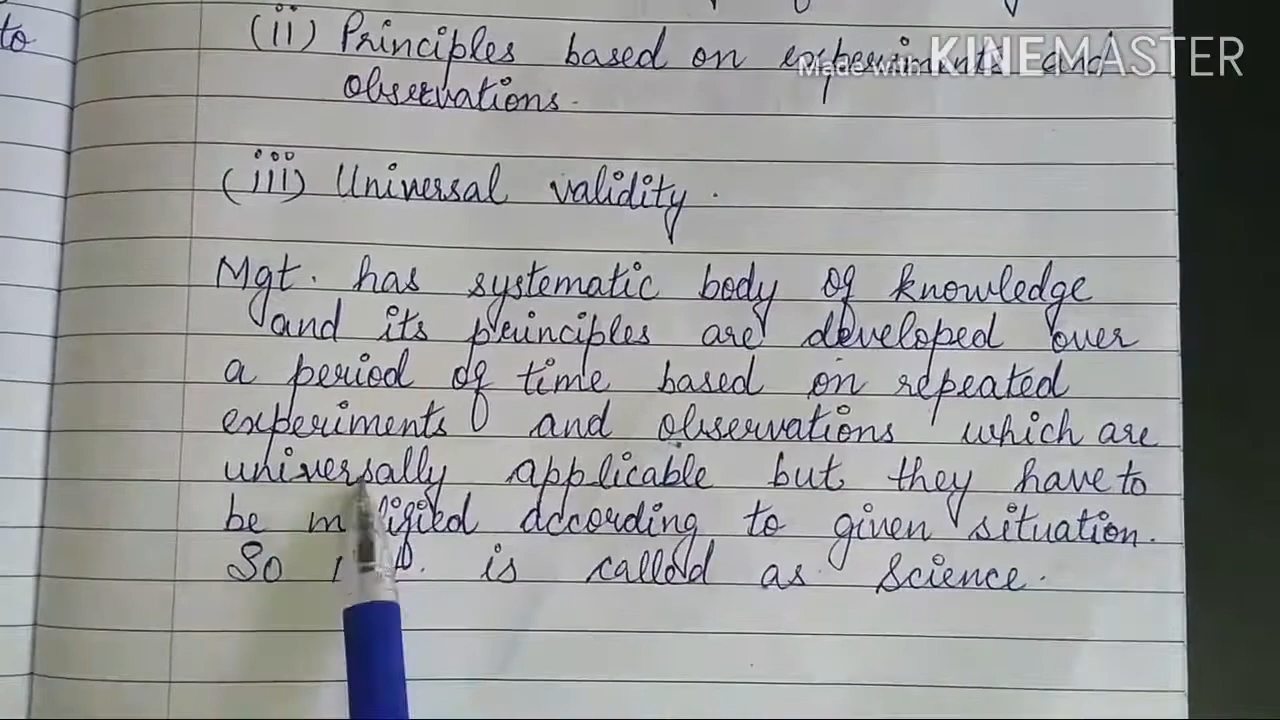 to
(ii) Principles based on experiments and
observations.
Made with KINEMASTER
(iii) Universal validity.
Mgt. has systematic body of knowledge
and its principles are developed over
a period of time based on repeated
experiments and observations which are
universally applicable but they have to
be according to given situation.
So is called as Science.